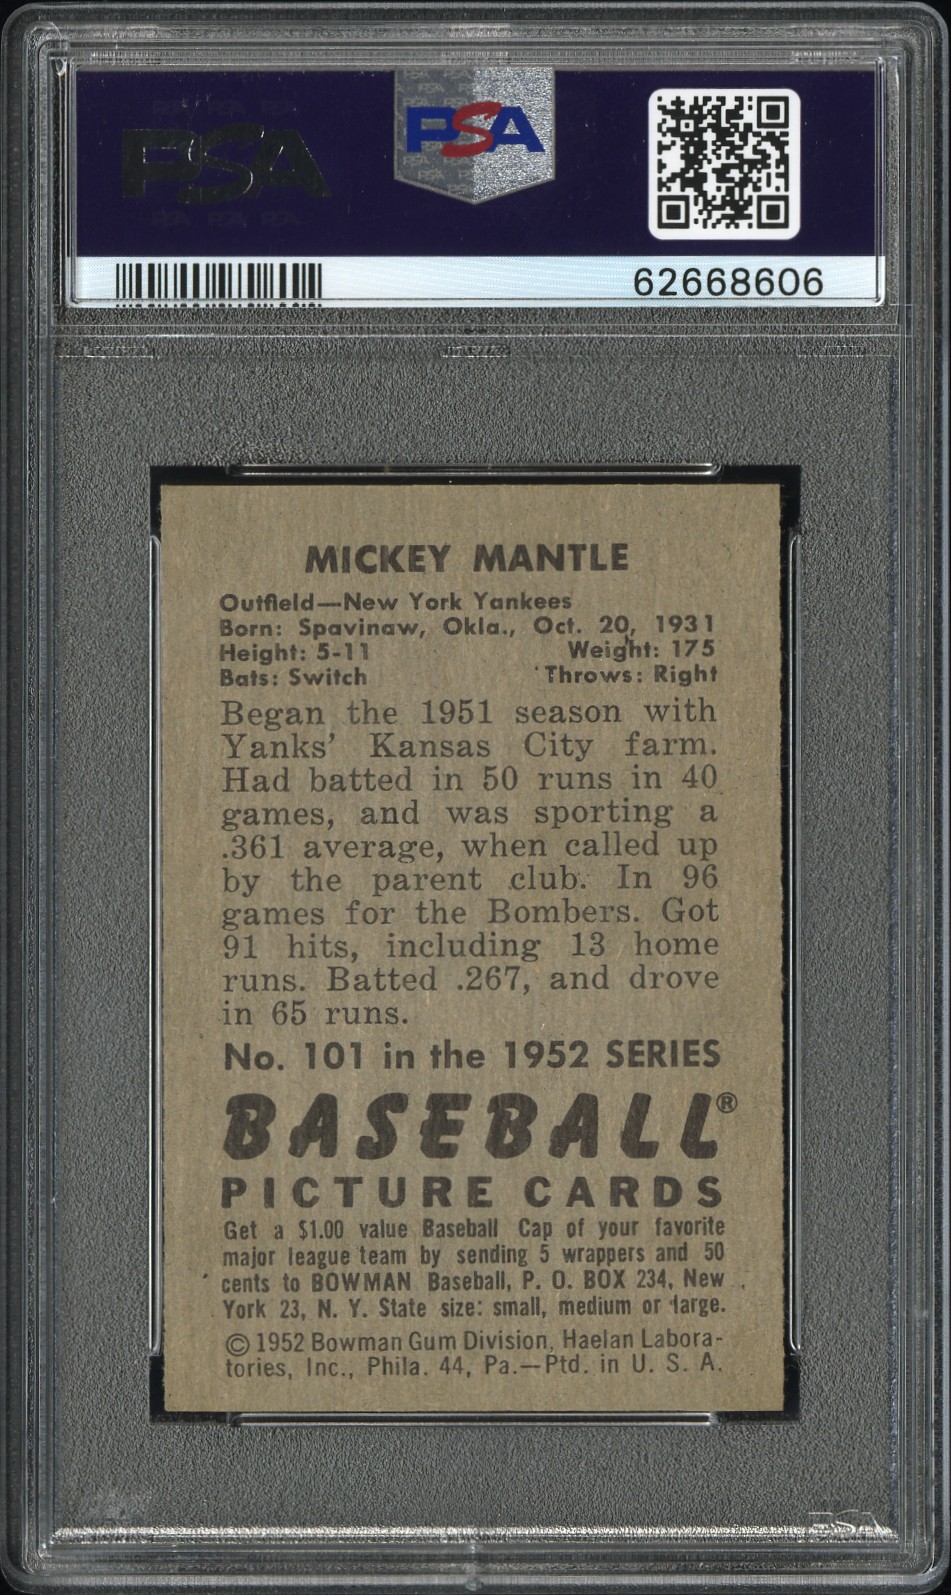 PSA
PSA
62668606
MICKEY MANTLE
Outfield—New York Yankees
Born: Spavinaw, Okla., Oct. 20, 1931
Height: 5-11 Weight: 175
Bats: Switch Throws: Right
Began the 1951 season with
Yanks' Kansas City farm.
Had batted in 50 runs in 40
games, and was sporting a
.361 average, when called up
by the parent club. In 96
games for the Bombers. Got
91 hits, including 13 home
runs. Batted .267, and drove
in 65 runs.
No. 101 in the 1952 SERIES
BASEBALL®
PICTURE CARDS
Get a $1.00 value Baseball Cap of your favorite
major league team by sending 5 wrappers and 50
cents to BOWMAN Baseball, P. O. BOX 234, New
York 23, N. Y. State size: small, medium or large.
© 1952 Bowman Gum Division, Haelan Labora-
tories, Inc., Phila. 44, Pa.—Ptd. in U. S. A.
PSA